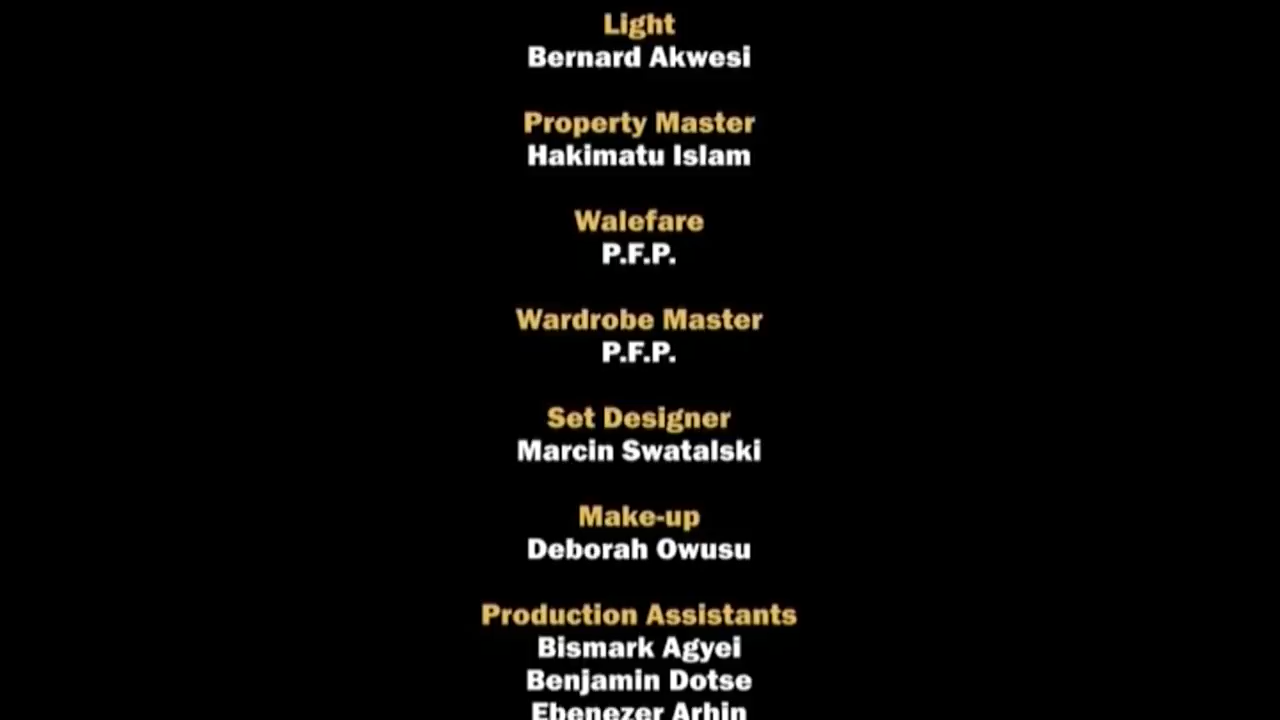 Light
Bernard Akwesi
Property Master
Hakimatu Islam
Walefare
P.F.P.
Wardrobe Master
P.F.P.
Set Designer
Marcin Swatalski
Make-up
Deborah Owusu
Production Assistants
Bismark Agyei
Benjamin Dotse
Ebenezer Arhin